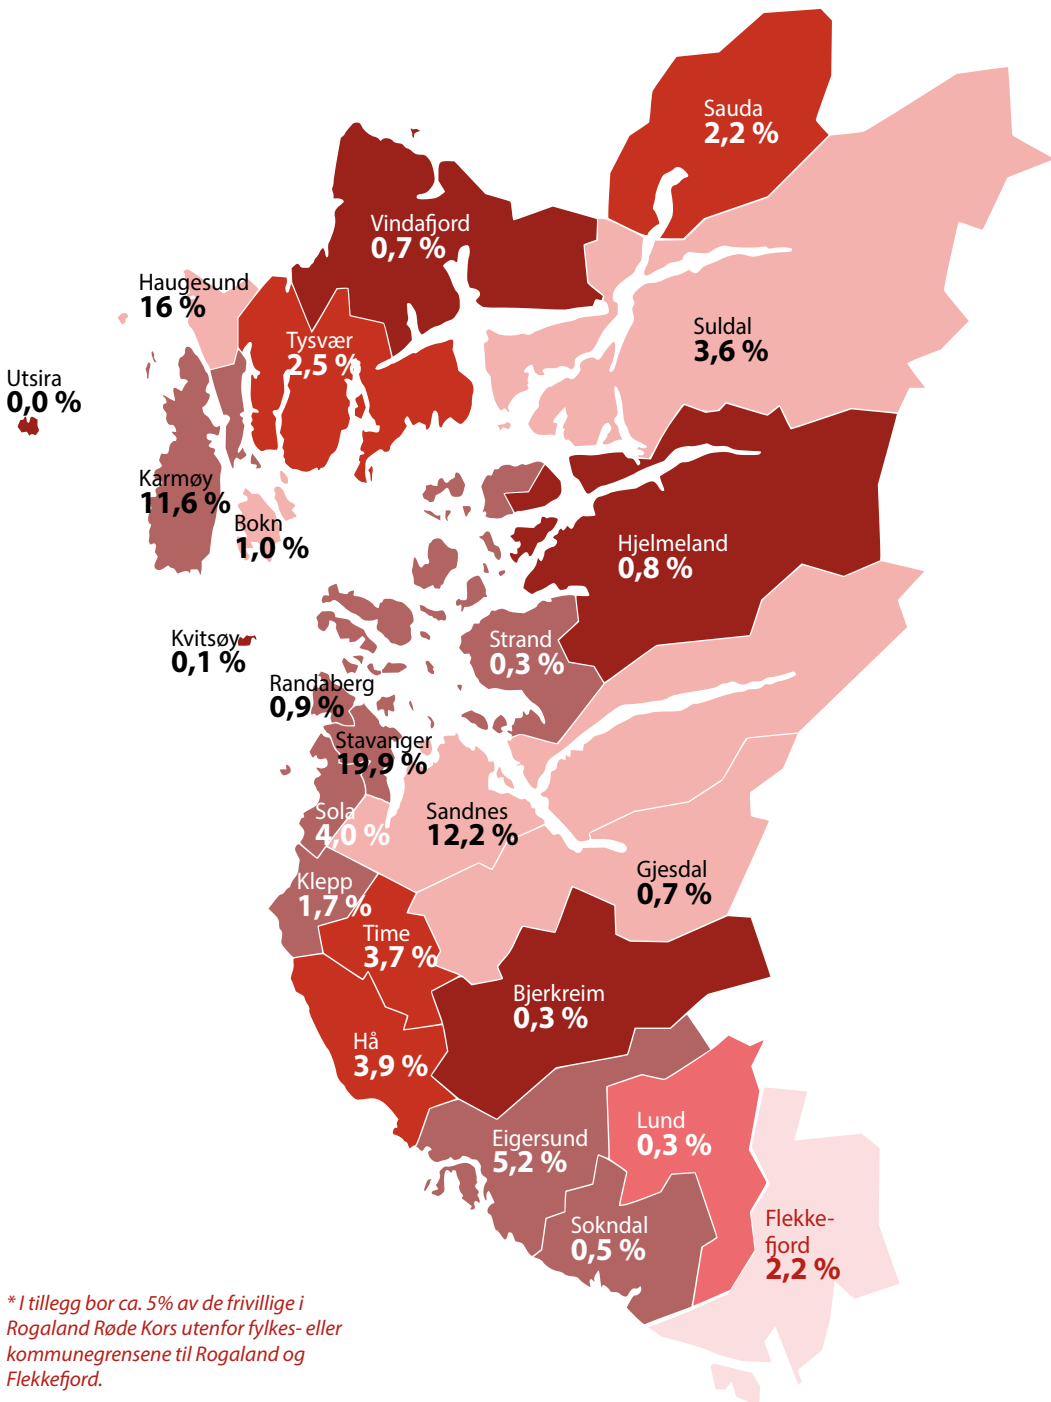 Sauda
2,2 %
Vindafjord
0,7 %
Haugesund
16 %
Suldal
3,6 %
Tysvær
2,5 %
Utsira
0,0 %
Karmøy
11,6 %
Bokn
1,0 %
Hjelmeland
0,8 %
Kvitsøy
0,1 %
Strand
0,3 %
Randaberg
0,9 %
Stavanger
19,9 %
Sola
4,0 %
Sandnes
12,2 %
Gjesdal
0,7 %
Klepp
1,7 %
Time
3,7 %
Bjerkreim
0,3 %
Hå
3,9 %
Lund
0,3 %
Eigersund
5,2 %
Sokndal
0,5 %
Flekke-
fjord
2,2 %
* I tillegg bor ca. 5% av de frivillige i
Rogaland Røde Kors utenfor fylkes- eller
kommunegrensene til Rogaland og
Flekkefjord.